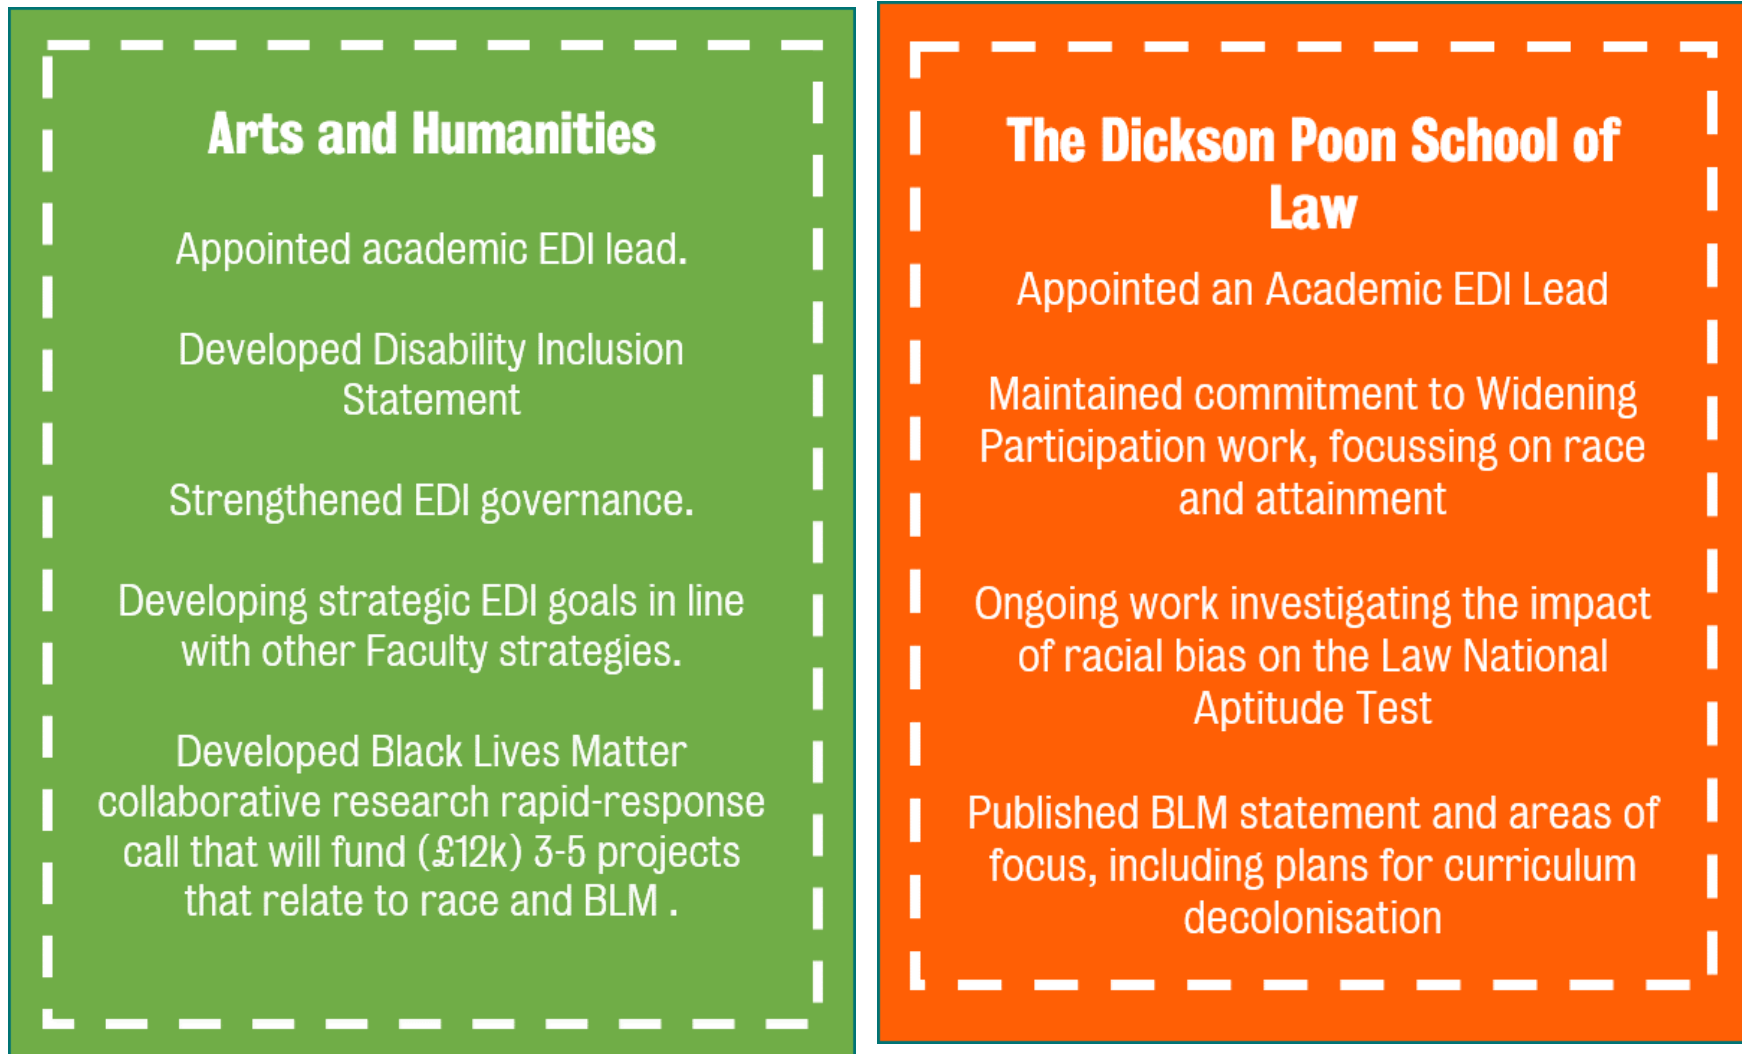 Arts and Humanities
Appointed academic EDI lead.
Developed Disability Inclusion
Statement
Strengthened EDI governance.
Developing strategic EDI goals in line
with other Faculty strategies.
Developed Black Lives Matter
collaborative research rapid-response
call that will fund (£12k) 3-5 projects
that relate to race and BLM .
The Dickson Poon School of
Law
Appointed an Academic EDI Lead
Maintained commitment to Widening
Participation work, focussing on race
and attainment
Ongoing work investigating the impact
of racial bias on the Law National
Aptitude Test
Published BLM statement and areas of
focus, including plans for curriculum
decolonisation